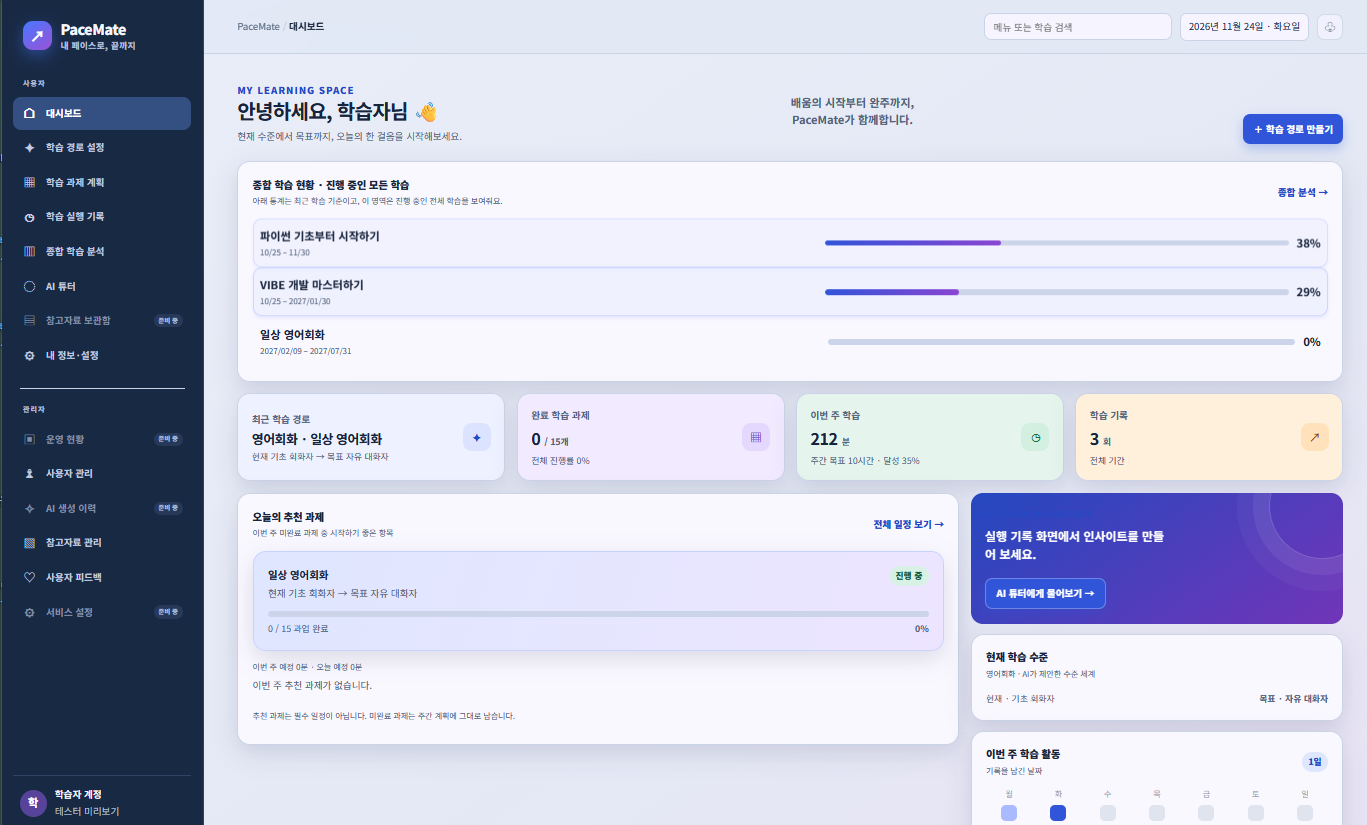 PaceMate
내 페이스로, 끝까지
사용자
대시보드
학습 경로 설정
학습 과제 계획
학습 실행 기록
종합 학습 분석
AI 튜터
참고자료 보관함 준비 중
내 정보·설정
관리자
운영 현황 준비 중
사용자 관리
AI 생성 이력 준비 중
참고자료 관리
사용자 피드백
서비스 설정 준비 중
학 학습자 계정
테스터 미리보기
PaceMate / 대시보드
메뉴 또는 학습 검색
2026년 11월 24일 · 화요일
MY LEARNING SPACE
안녕하세요, 학습자님 👋
현재 수준에서 목표까지, 오늘의 한 걸음을 시작해보세요.
배움의 시작부터 완주까지,
PaceMate가 함께합니다.
+ 학습 경로 만들기
종합 학습 현황 · 진행 중인 모든 학습
아래 통계는 최근 학습 기준이고, 이 영역은 진행 중인 전체 학습을 보여줘요.
종합 분석 →
파이썬 기초부터 시작하기
10/25 – 11/30
38%
VIBE 개발 마스터하기
10/25 – 2027/01/30
29%
일상 영어회화
2027/02/09 – 2027/07/31
0%
최근 학습 경로
영어회화 · 일상 영어회화
현재 기초 회화자 → 목표 자유 대화자
완료 학습 과제
0 / 15개
전체 진행률 0%
이번 주 학습
212 분
주간 목표 10시간 · 달성 35%
학습 기록
3 회
전체 기간
오늘의 추천 과제
이번 주 미완료 과제 중 시작하기 좋은 항목
전체 일정 보기 →
일상 영어회화
진행 중
현재 기초 회화자 → 목표 자유 대화자
0 / 15 과업 완료
0%
이번 주 예정 0분 · 오늘 예정 0분
이번 주 추천 과제가 없습니다.
추천 과제는 필수 일정이 아닙니다. 미완료 과제는 주간 계획에 그대로 남습니다.
실행 기록 화면에서 인사이트를 만들
어 보세요.
AI 튜터에게 물어보기 →
현재 학습 수준
영어회화 · AI가 제안한 수준 체계
현재 · 기초 회화자
목표 · 자유 대화자
이번 주 학습 활동
기록을 남긴 날짜
1일
월 화 수 목 금 토 일